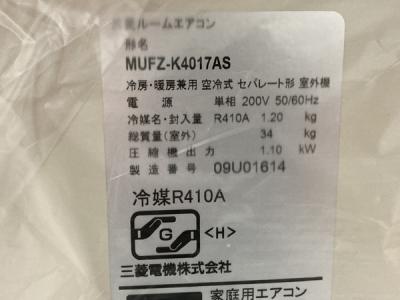 ルームエアコン
形名
MUFZ-K4017AS
冷房・暖房兼用 空冷式 セパレート形 室外機
電源 単相 200V 50/60Hz
冷媒名・封入量 R410A 1.20 kg
総質量(室外) 34 kg
圧縮機出力 1.10 kW
製造番号 09U01614
冷媒R410A
G <H>
三菱電機株式会社
家庭用エアコン